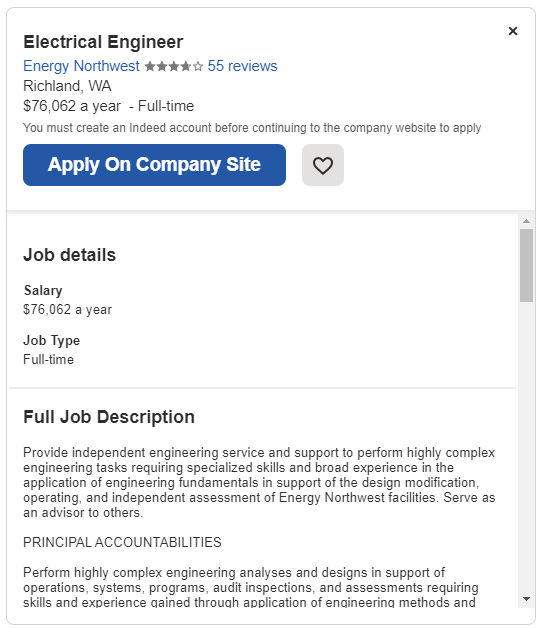 Electrical Engineer
Energy Northwest 55 reviews
Richland, WA
$76,062 a year - Full-time
You must create an Indeed account before continuing to the company website to apply
Apply On Company Site
Job details
Salary
$76,062 a year
Job Type
Full-time
Full Job Description
Provide independent engineering service and support to perform highly complex
engineering tasks requiring specialized skills and broad experience in the
application of engineering fundamentals in support of the design modification,
operating, and independent assessment of Energy Northwest facilities. Serve as
an advisor to others.
PRINCIPAL ACCOUNTABILITIES
Perform highly complex engineering analyses and designs in support of
operations, systems, programs, audit inspections, and assessments requiring
skills and experience gained through application of engineering methods and